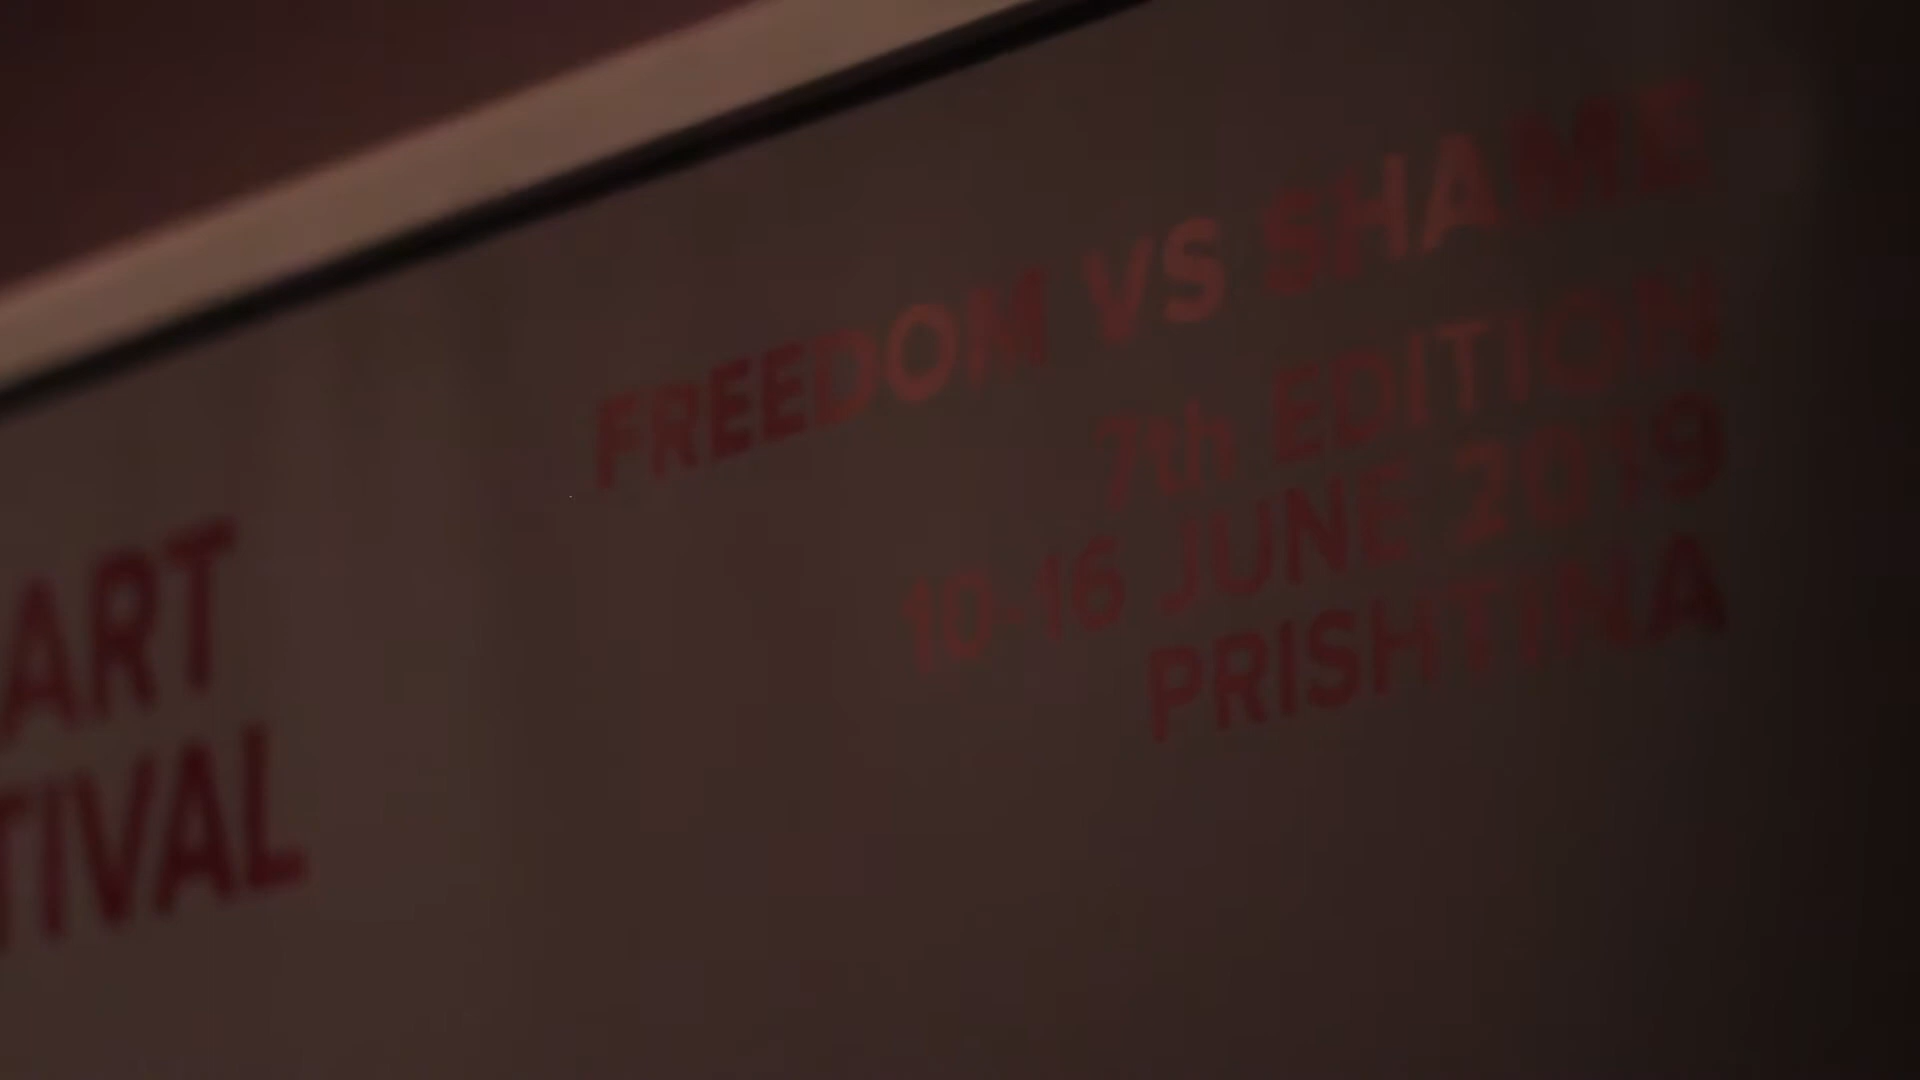 ART
TIVAL
FREEDOM VS SHAME
7th EDITION
10-16 JUNE 2019
PRISHTINA